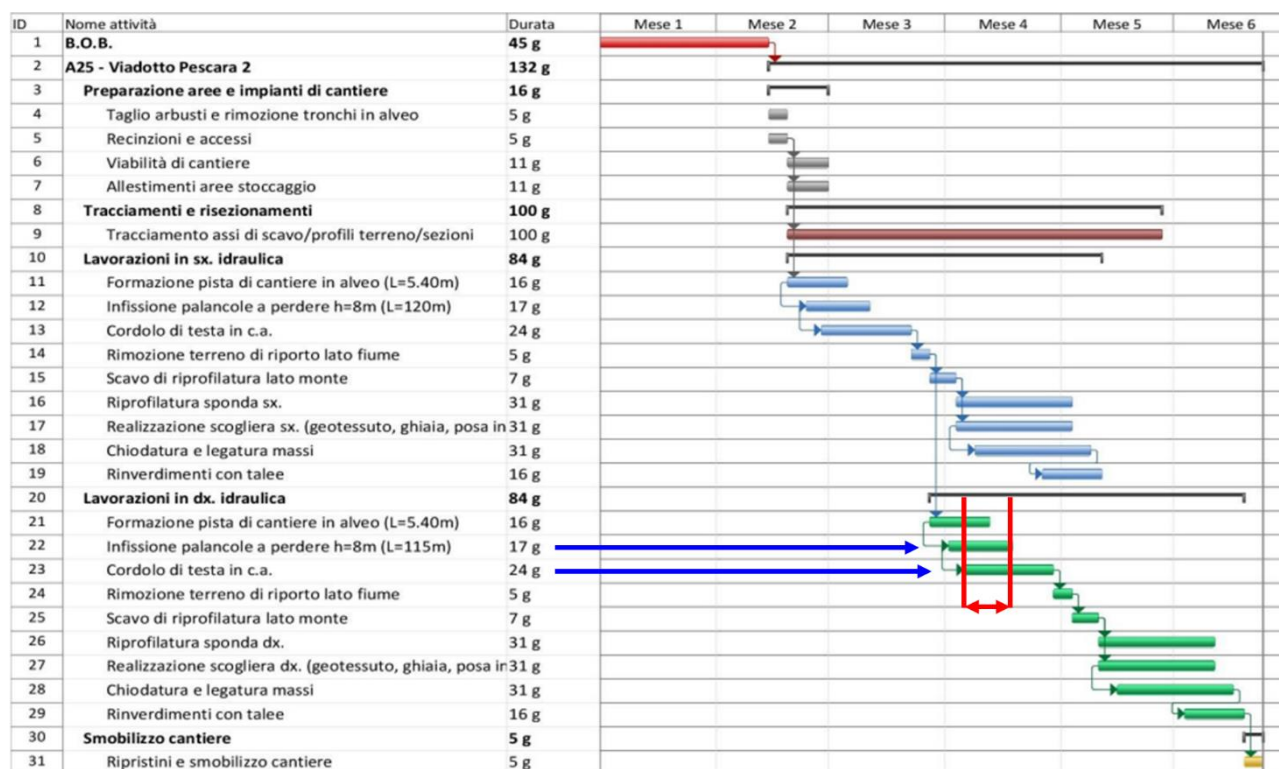 ID Nome attività Durata Mese 1 Mese 2 Mese 3 Mese 4 Mese 5 Mese 6
1 B.O.B. 45 g
2 A25 - Viadotto Pescara 2 132 g
3 Preparazione aree e impianti di cantiere 16 g
4 Taglio arbusti e rimozione tronchi in alveo 5 g
5 Recinzioni e accessi 5 g
6 Viabilità di cantiere 11 g
7 Allestimenti aree stoccaggio 11 g
8 Tracciamenti e risezionamenti 100 g
9 Tracciamento assi di scavo/profili terreno/sezioni 100 g
10 Lavorazioni in sx. idraulica 84 g
11 Formazione pista di cantiere in alveo (L=5.40m) 16 g
12 Infissione palancole a perdere h=8m (L=120m) 17 g
13 Cordolo di testa in c.a. 24 g
14 Rimozione terreno di riporto lato fiume 5 g
15 Scavo di riprofilatura lato monte 7 g
16 Riprofilatura sponda sx. 31 g
17 Realizzazione scogliera sx. (geotessuto, ghiaia, posa in 31 g
18 Chiodatura e legatura massi 31 g
19 Rinverdimenti con talee 16 g
20 Lavorazioni in dx. idraulica 84 g
21 Formazione pista di cantiere in alveo (L=5.40m) 16 g
22 Infissione palancole a perdere h=8m (L=115m) 17 g
23 Cordolo di testa in c.a. 24 g
24 Rimozione terreno di riporto lato fiume 5 g
25 Scavo di riprofilatura lato monte 7 g
26 Riprofilatura sponda dx. 31 g
27 Realizzazione scogliera dx. (geotessuto, ghiaia, posa in 31 g
28 Chiodatura e legatura massi 31 g
29 Rinverdimenti con talee 16 g
30 Smobilizzo cantiere 5 g
31 Ripristini e smobilizzo cantiere 5 g